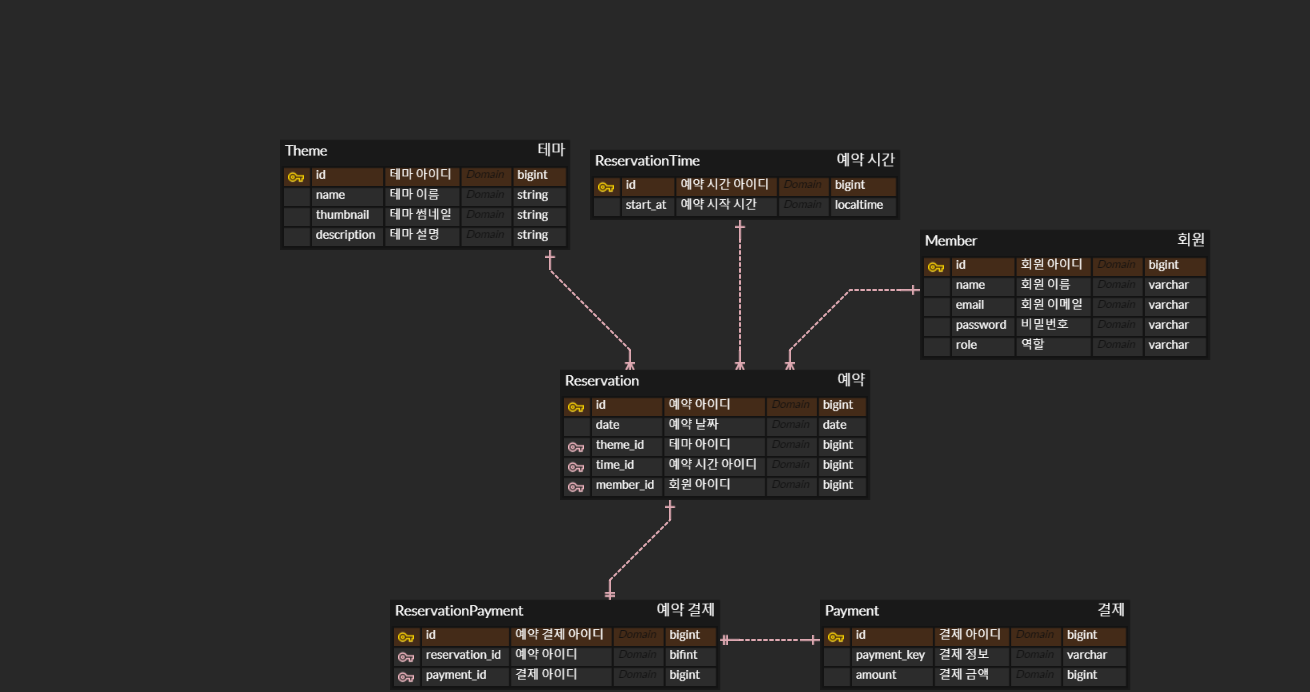 Theme 테마
id 테마 아이디 Domain bigint
name 테마 이름 Domain string
thumbnail 테마 썸네일 Domain string
description 테마 설명 Domain string
ReservationTime 예약 시간
id 예약 시간 아이디 Domain bigint
start_at 예약 시작 시간 Domain localtime
Member 회원
id 회원 아이디 Domain bigint
name 회원 이름 Domain varchar
email 회원 이메일 Domain varchar
password 비밀번호 Domain varchar
role 역할 Domain varchar
Reservation 예약
id 예약 아이디 Domain bigint
date 예약 날짜 Domain date
theme_id 테마 아이디 Domain bigint
time_id 예약 시간 아이디 Domain bigint
member_id 회원 아이디 Domain bigint
ReservationPayment 예약 결제
id 예약 결제 아이디 Domain bigint
reservation_id 예약 아이디 Domain bifint
payment_id 결제 아이디 Domain bigint
Payment 결제
id 결제 아이디 Domain bigint
payment_key 결제 정보 Domain varchar
amount 결제 금액 Domain bigint